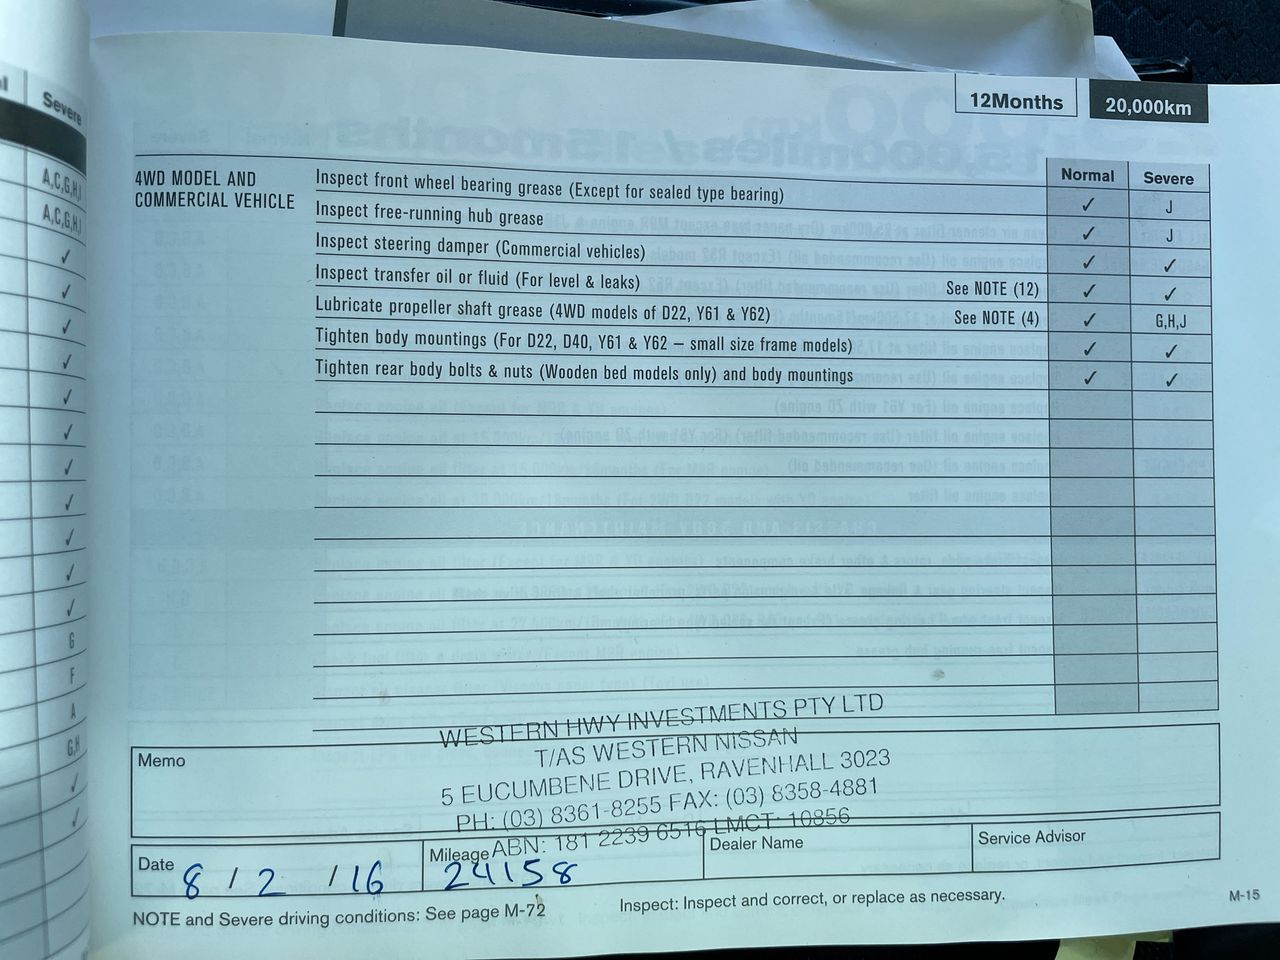 Severe
A,C,G,H,J
A,C,G,H,J
✓
✓
✓
✓
✓
✓
✓
✓
✓
✓
✓
G
F
A
G,H
✓
✓
12Months 20,000km
Normal Severe
4WD MODEL AND COMMERCIAL VEHICLE
Inspect front wheel bearing grease (Except for sealed type bearing) ✓ J
Inspect free-running hub grease ✓ J
Inspect steering damper (Commercial vehicles) ✓ ✓
Inspect transfer oil or fluid (For level & leaks) See NOTE (12) ✓ ✓
Lubricate propeller shaft grease (4WD models of D22, Y61 & Y62) See NOTE (4) ✓ G,H,J
Tighten body mountings (For D22, D40, Y61 & Y62 – small size frame models) ✓ ✓
Tighten rear body bolts & nuts (Wooden bed models only) and body mountings ✓ ✓
WESTERN HWY INVESTMENTS PTY LTD
T/AS WESTERN NISSAN
5 EUCUMBENE DRIVE, RAVENHALL 3023
PH: (03) 8361-8255 FAX: (03) 8358-4881
ABN: 181 2239 6516 LMCT: 10856
Memo
Date 8 / 2 / 16 Mileage 24158 Dealer Name Service Advisor
NOTE and Severe driving conditions: See page M-72 Inspect: Inspect and correct, or replace as necessary. M-15